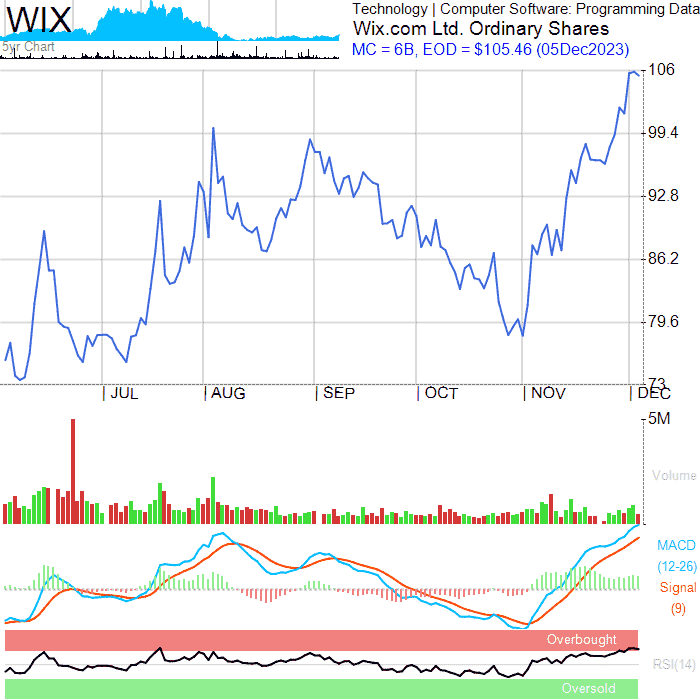 WIX
5yr Chart
Technology | Computer Software: Programming Data
Wix.com Ltd. Ordinary Shares
MC = 6B, EOD = $105.46 (05Dec2023)
106
99.4
92.8
86.2
79.6
73
JUL AUG SEP OCT NOV DEC
5M
Volume
MACD
(12-26)
Signal
(9)
Overbought
RSI(14)
Oversold